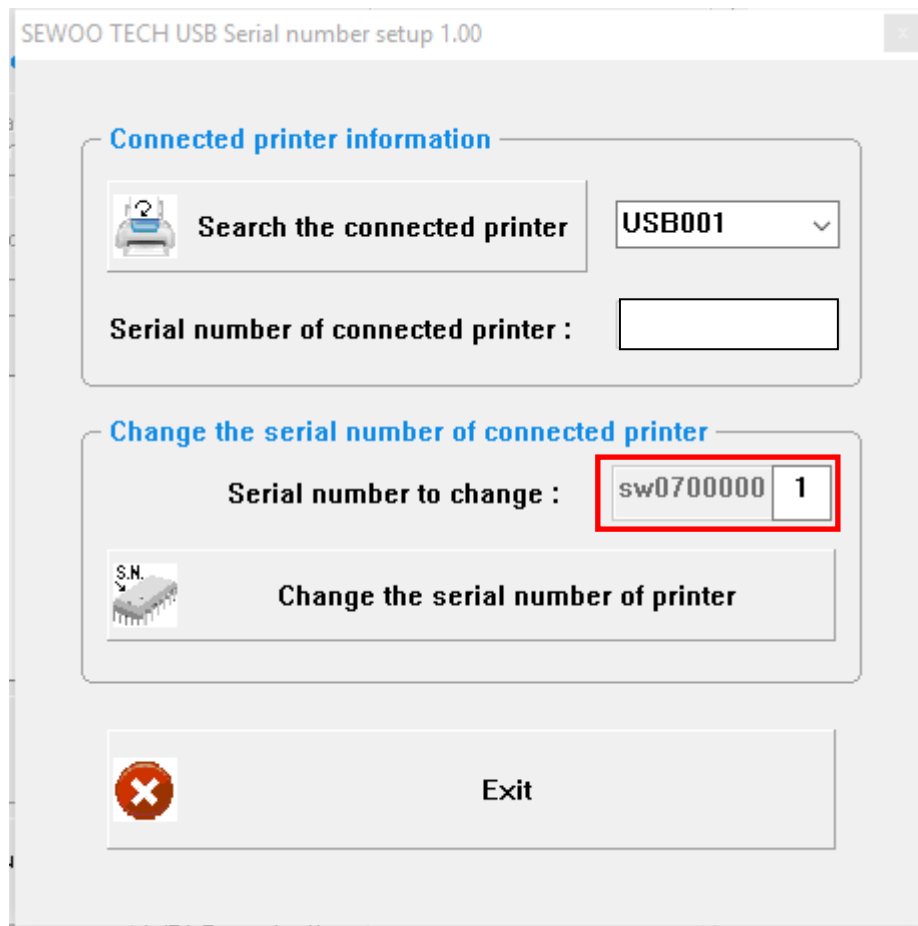 SEWOO TECH USB Serial number setup 1.00
x
Connected printer information
Search the connected printer
USB001
Serial number of connected printer :
Change the serial number of connected printer
Serial number to change :
sw0700000 1
S.N.
Change the serial number of printer
Exit